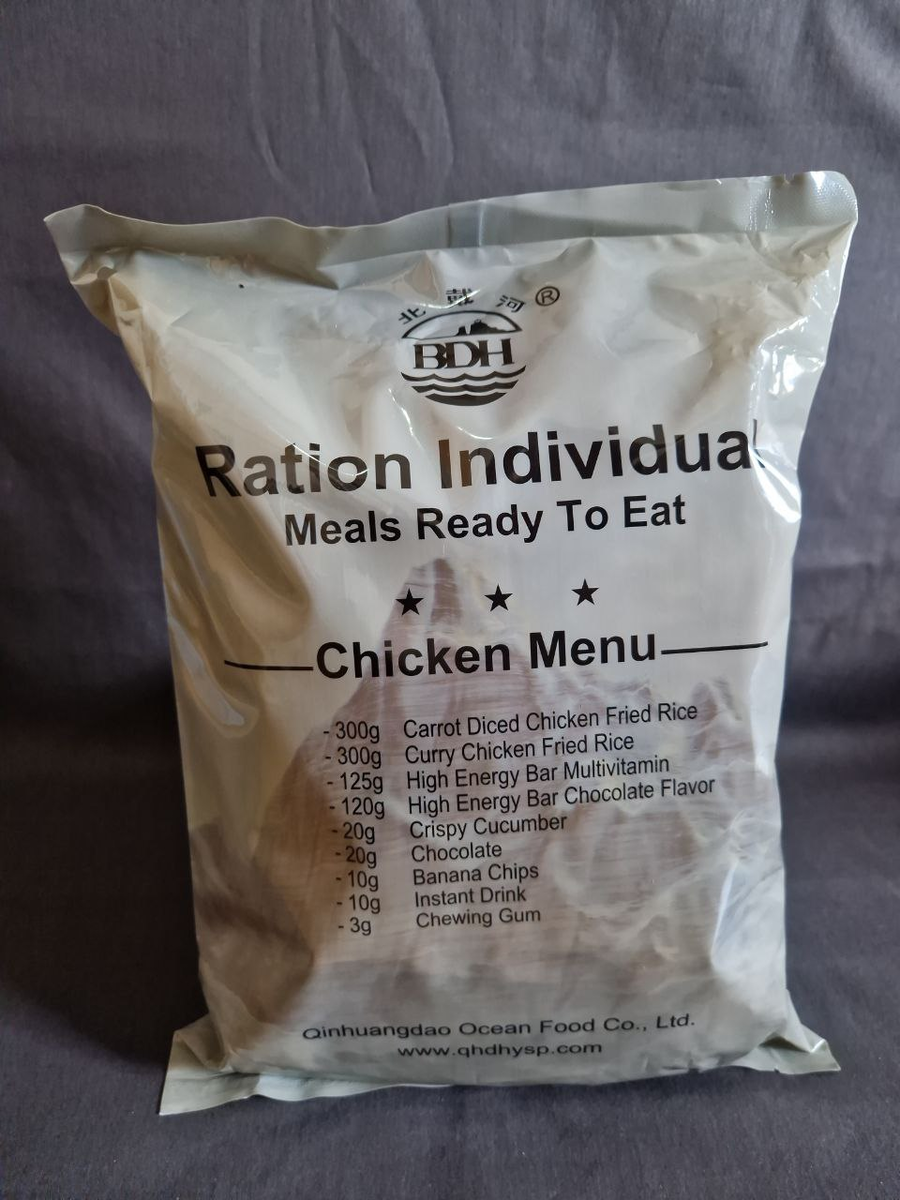 北戴河®
BDH
Ration Individual
Meals Ready To Eat
★ ★ ★
Chicken Menu
- 300g Carrot Diced Chicken Fried Rice
- 300g Curry Chicken Fried Rice
- 125g High Energy Bar Multivitamin
- 120g High Energy Bar Chocolate Flavor
- 20g Crispy Cucumber
- 20g Chocolate
- 10g Banana Chips
- 10g Instant Drink
- 3g Chewing Gum
Qinhuangdao Ocean Food Co., Ltd.
www.qhdhysp.com